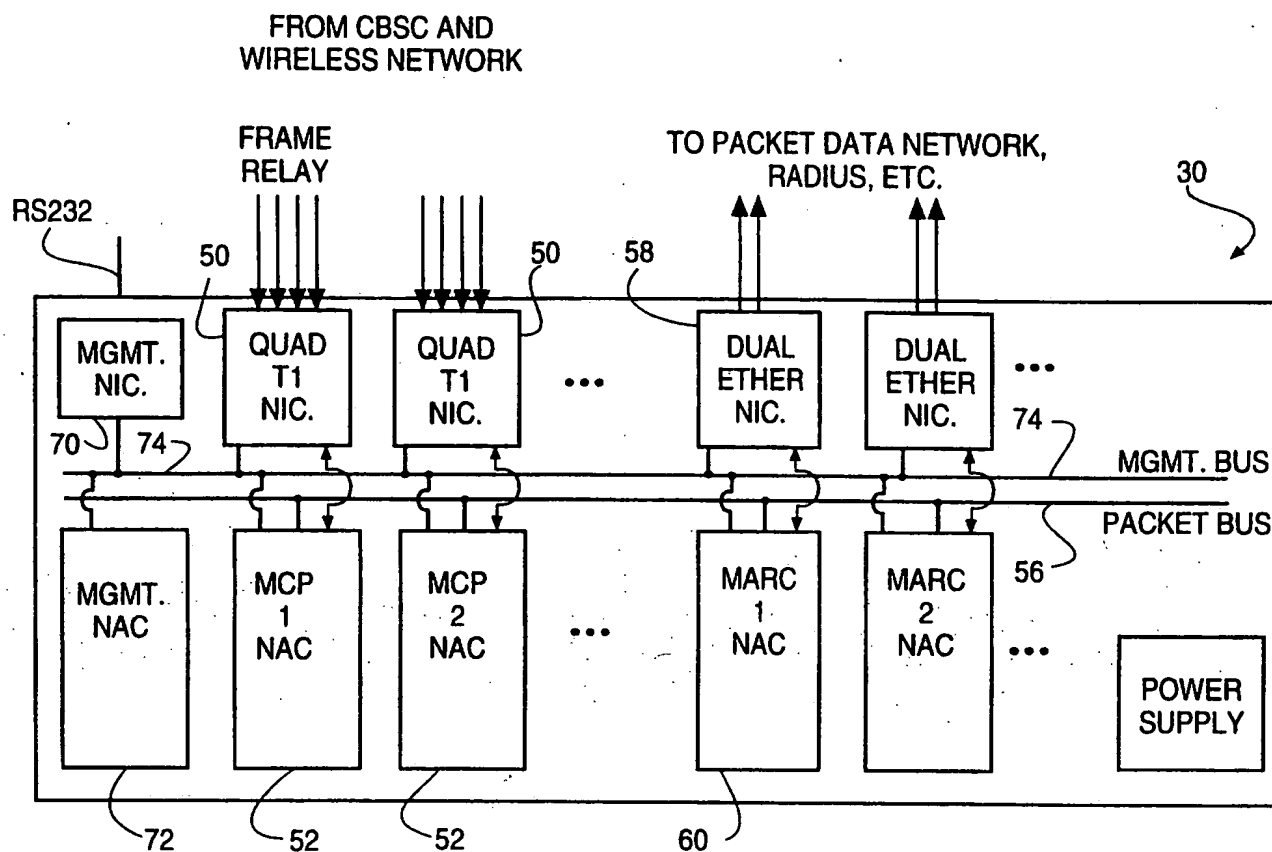 FROM CBSC AND
WIRELESS NETWORK
FRAME
RELAY
TO PACKET DATA NETWORK,
RADIUS, ETC.
30
RS232
50
50
58
MGMT.
NIC.
QUAD
T1
NIC.
QUAD
T1
NIC.
•••
DUAL
ETHER
NIC.
DUAL
ETHER
NIC.
•••
70
74
74
MGMT. BUS
PACKET BUS
56
MGMT.
NAC
MCP
1
NAC
MCP
2
NAC
•••
MARC
1
NAC
MARC
2
NAC
•••
POWER
SUPPLY
72
52
52
60